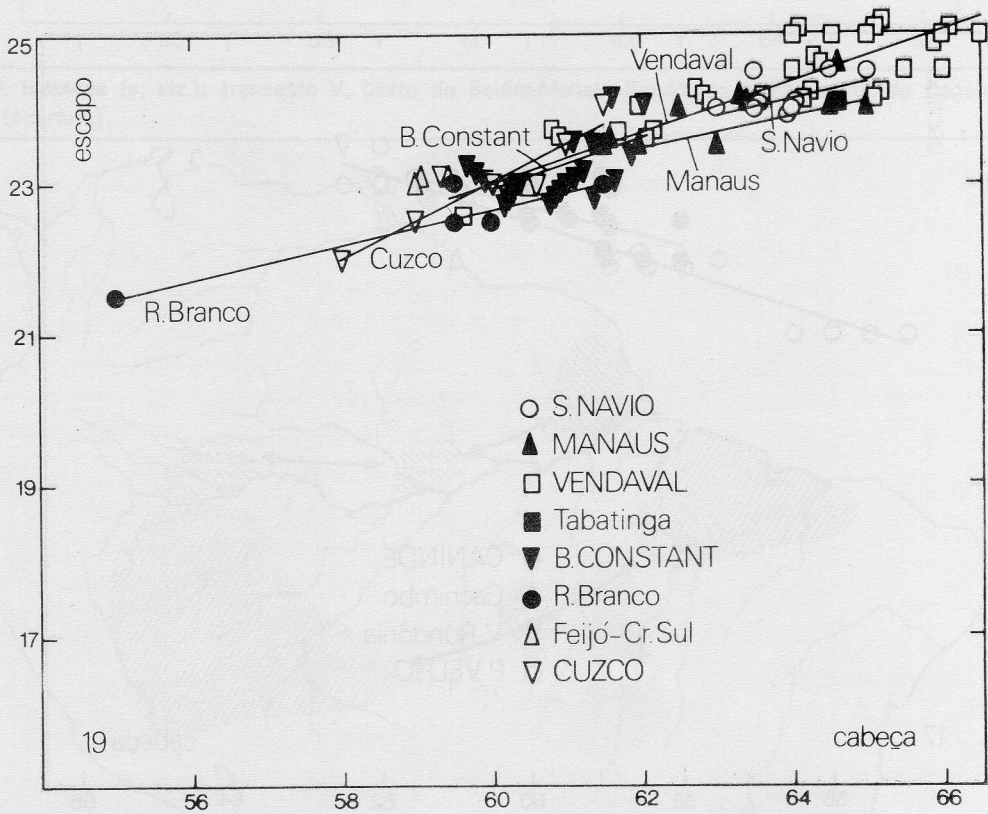 25
escapo
23
21
19
17
Vendaval
B.Constant
S.Navio
Manaus
Cuzco
R.Branco
S.NAVIO
MANAUS
VENDAVAL
Tabatinga
B.CONSTANT
R.Branco
Feijó-Cr.Sul
CUZCO
19
cabeça
56
58
60
62
64
66